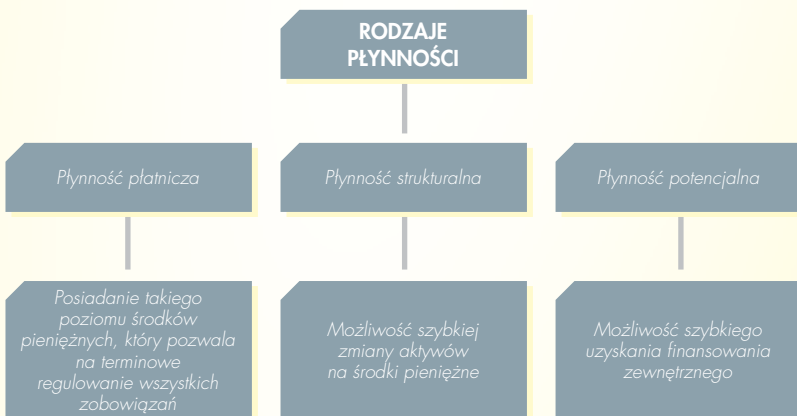 RODZAJE
PŁYNNOŚCI
Płynność płatnicza
Płynność strukturalna
Płynność potencjalna
Posiadanie takiego
poziomu środków
pieniężnych, który pozwala
na terminowe
regulowanie wszystkich
zobowiązań
Możliwość szybkiej
zmiany aktywów
na środki pieniężne
Możliwość szybkiego
uzyskania finansowania
zewnętrznego